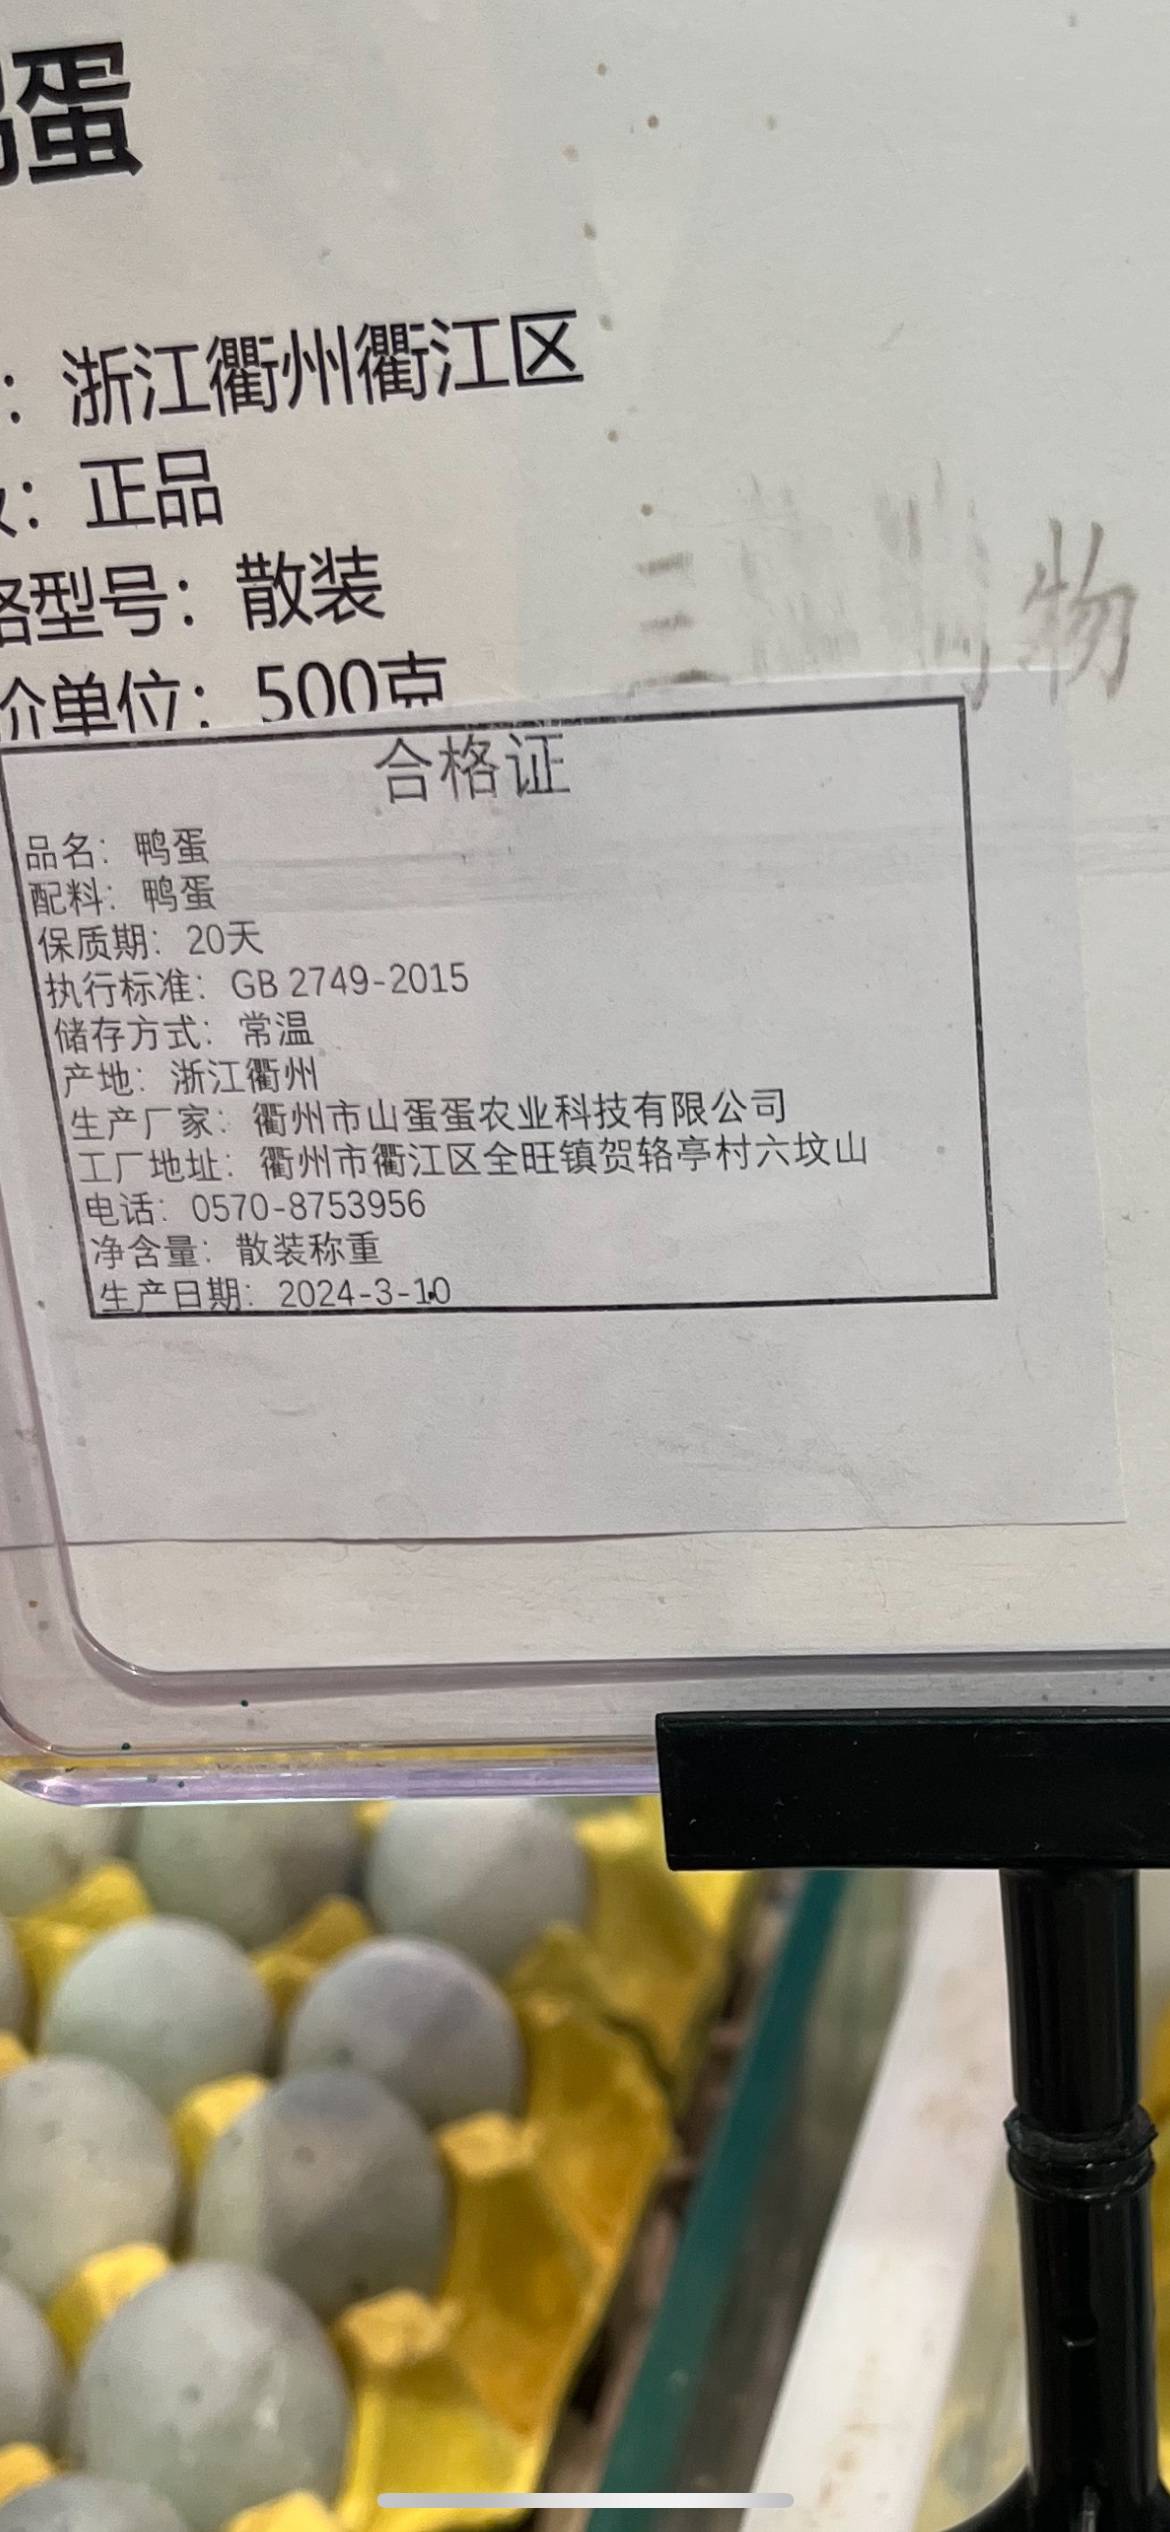 蛋
：浙江衢州衢江区
：正品
格型号：散装
价单位：500克
物
合格证
品名：鸭蛋
配料：鸭蛋
保质期：20天
执行标准：GB 2749-2015
储存方式：常温
产地：浙江衢州
生产厂家：衢州市山蛋蛋农业科技有限公司
工厂地址：衢州市衢江区全旺镇贺辂亭村六坟山
电话：0570-8753956
净含量：散装称重
生产日期：2024-3-10